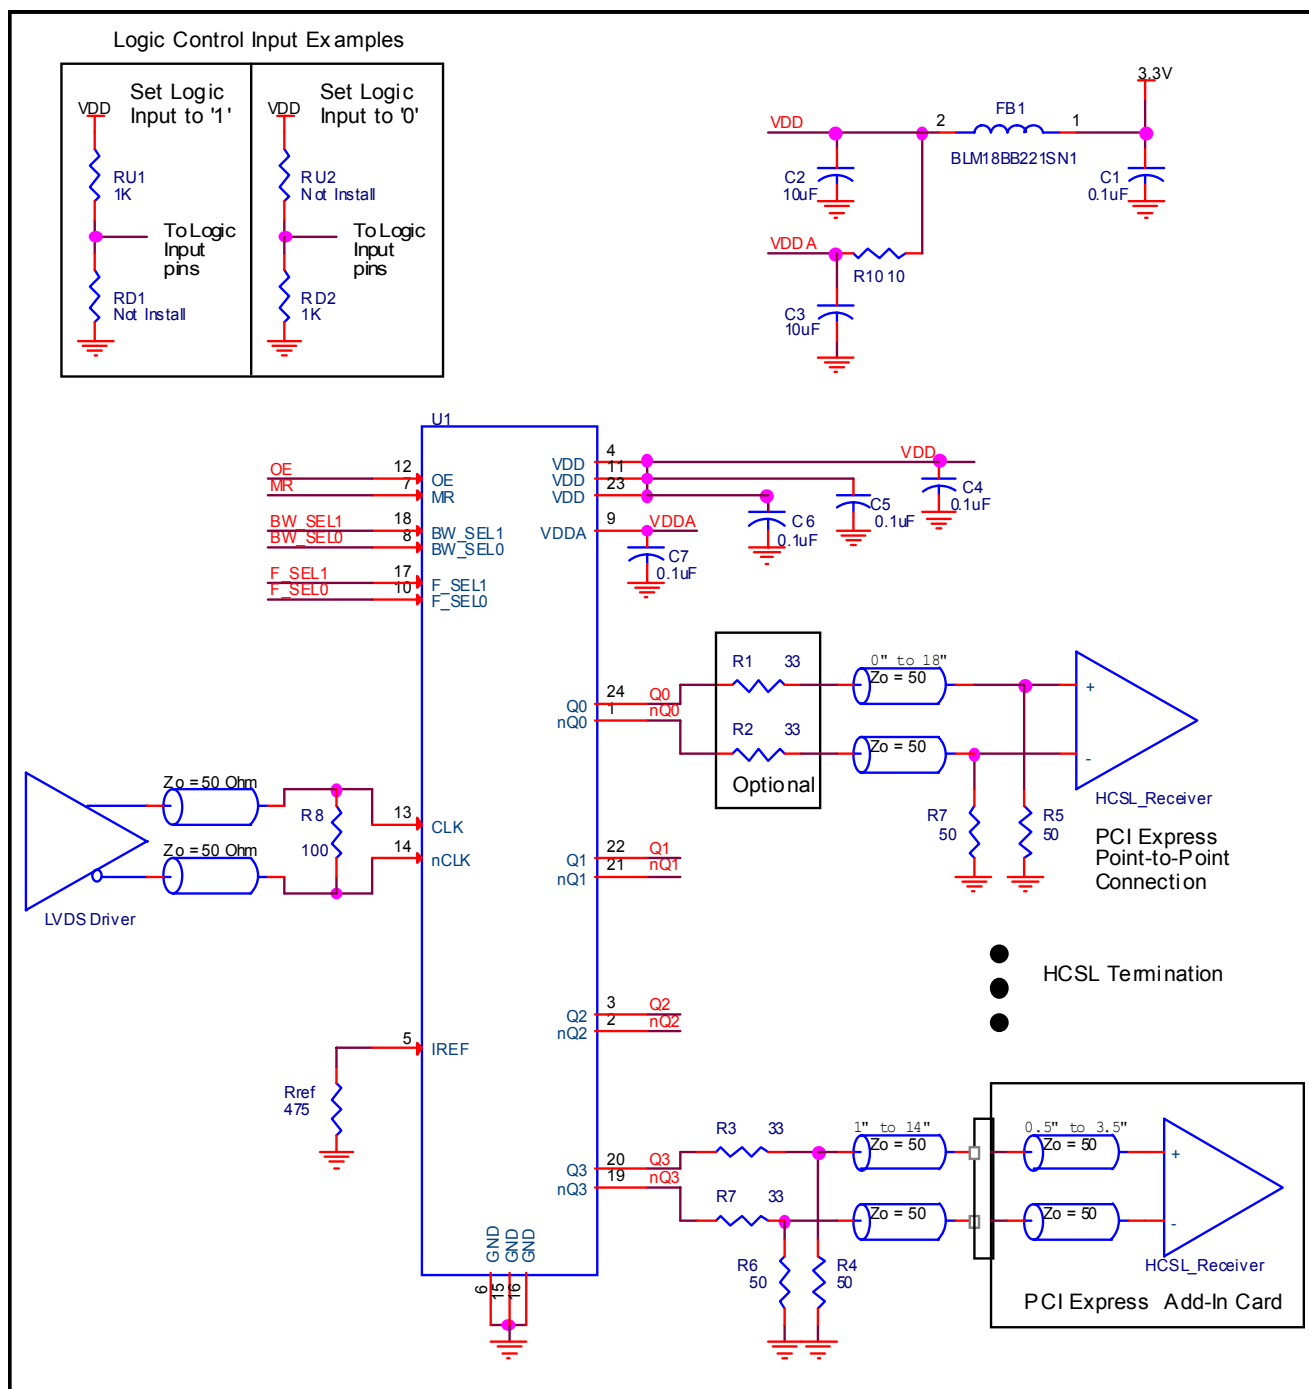 Logic Control Input Examples
Set Logic
Input to '1'
VDD
RU1
1K
To Logic
Input
pins
RD1
Not Install
Set Logic
Input to '0'
VDD
RU2
Not Install
To Logic
Input
pins
RD2
1K
3.3V
VDD
2
FB1
1
BLM18BB221SN1
C2
10uF
C1
0.1uF
VDDA
R10 10
C3
10uF
U1
OE
12
OE
MR
7
MR
BW_SEL1
18
BW_SEL1
BW_SEL0
8
BW_SEL0
F_SEL1
17
F_SEL1
F_SEL0
10
F_SEL0
VDD
4
VDD
VDD
11
VDD
23
VDDA
9
VDDA
C4
0.1uF
C5
0.1uF
C6
0.1uF
C7
0.1uF
Q0
24
Q0
nQ0
1
nQ0
R1 33
R2 33
Optional
0" to 18"
Zo = 50
Zo = 50
+
-
HCSL_Receiver
R7
50
R5
50
PCI Express
Point-to-Point
Connection
Zo = 50 Ohm
Zo = 50 Ohm
LVDS Driver
R8
100
13
CLK
14
nCLK
Q1
22
Q1
nQ1
21
nQ1
HCSL Termination
Q2
3
Q2
nQ2
2
nQ2
5
IREF
Rref
475
Q3
20
Q3
nQ3
19
nQ3
R3 33
R7 33
1" to 14"
Zo = 50
Zo = 50
0.5" to 3.5"
Zo = 50
Zo = 50
+
-
HCSL_Receiver
R6
50
R4
50
PCI Express Add-In Card
GND
GND
GND
6
15
16